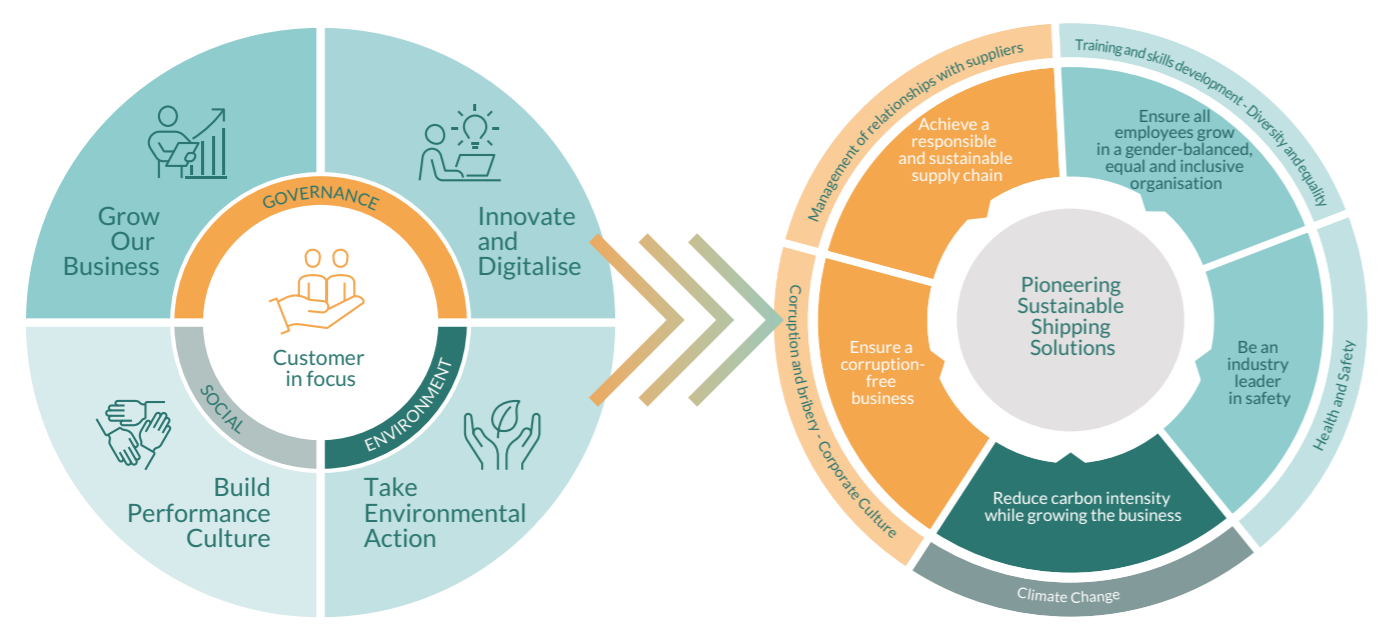 Grow
Our
Business
Innovate
and
Digitalise
GOVERNANCE
Customer
in focus
SOCIAL
ENVIRONMENT
Build
Performance
Culture
Take
Environmental
Action
Management of relationships with suppliers
Training and skills development - Diversity and equality
Achieve a
responsible
and sustainable
supply chain
Ensure all
employees grow
in a gender-balanced,
equal and inclusive
organisation
Pioneering
Sustainable
Shipping
Solutions
Corruption and bribery - Corporate Culture
Ensure a
corruption-
free
business
Be an
industry
leader
in safety
Health and Safety
Reduce carbon intensity
while growing the business
Climate Change